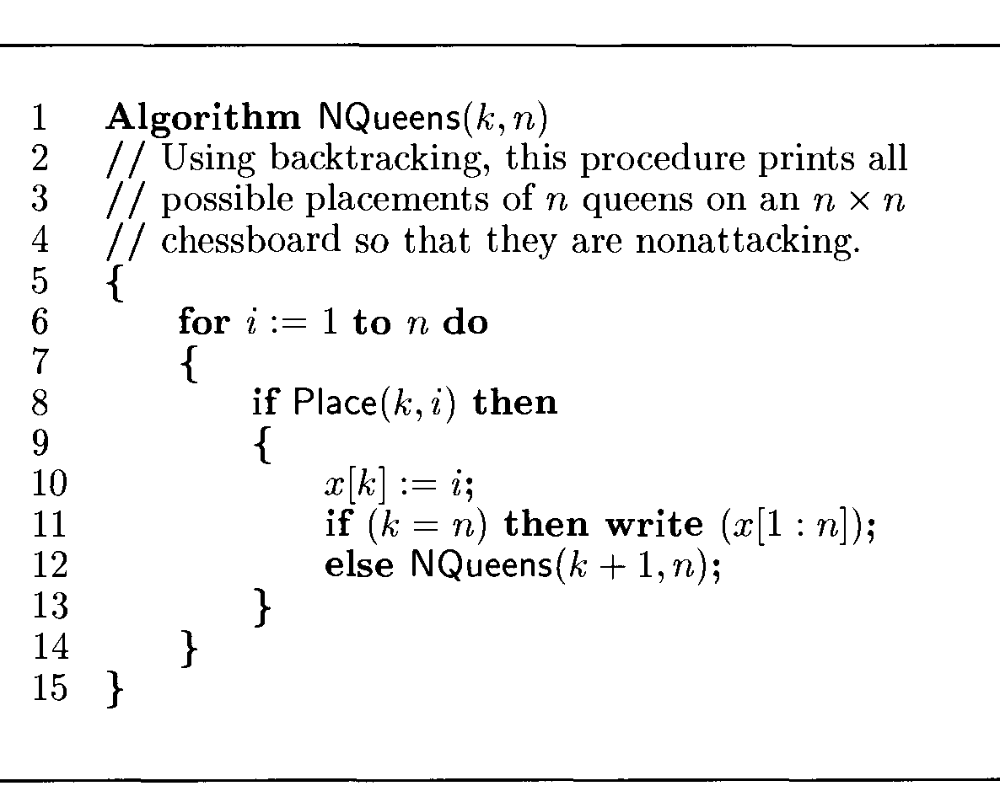 1 Algorithm NQueens(k, n)
2 // Using backtracking, this procedure prints all
3 // possible placements of n queens on an n × n
4 // chessboard so that they are nonattacking.
5 {
6 for i := 1 to n do
7 {
8 if Place(k, i) then
9 {
10 x[k] := i;
11 if (k = n) then write (x[1 : n]);
12 else NQueens(k + 1, n);
13 }
14 }
15 }